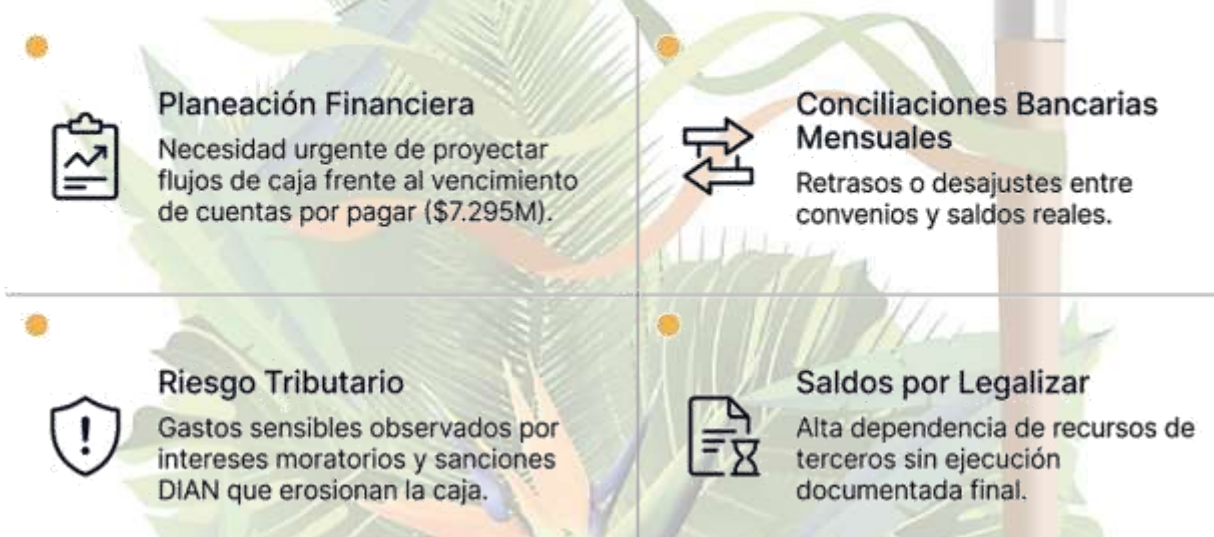 Planeación Financiera
Necesidad urgente de proyectar
flujos de caja frente al vencimiento
de cuentas por pagar ($7.295M).
Conciliaciones Bancarias
Mensuales
Retrasos o desajustes entre
convenios y saldos reales.
Riesgo Tributario
Gastos sensibles observados por
intereses moratorios y sanciones
DIAN que erosionan la caja.
Saldos por Legalizar
Alta dependencia de recursos de
terceros sin ejecución
documentada final.